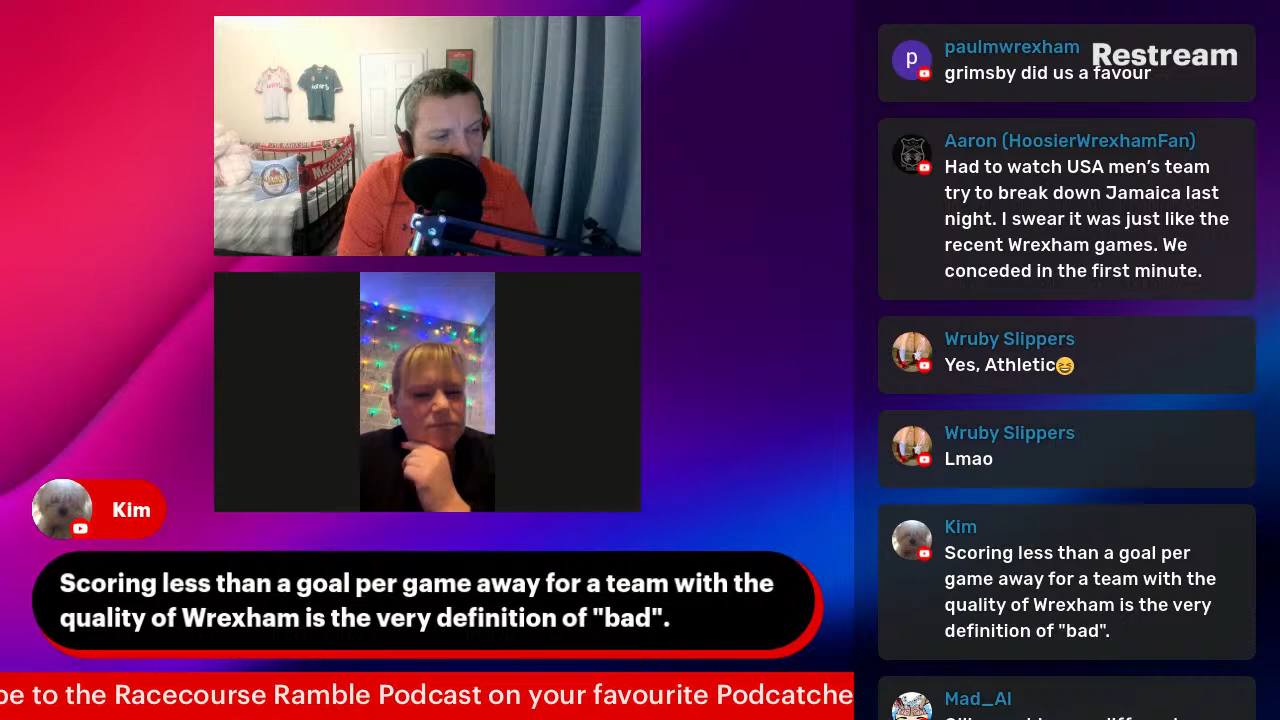 p
paulmwrexham
Restream
grimsby did us a favour
Aaron (HoosierWrexhamFan)
Had to watch USA men’s team
try to break down Jamaica last
night. I swear it was just like the
recent Wrexham games. We
conceded in the first minute.
Wruby Slippers
Yes, Athletic😆
Wruby Slippers
Lmao
Kim
Scoring less than a goal per
game away for a team with the
quality of Wrexham is the very
definition of "bad".
Mad_Al
Kim
Scoring less than a goal per game away for a team with the
quality of Wrexham is the very definition of "bad".
be to the Racecourse Ramble Podcast on your favourite Podcatche